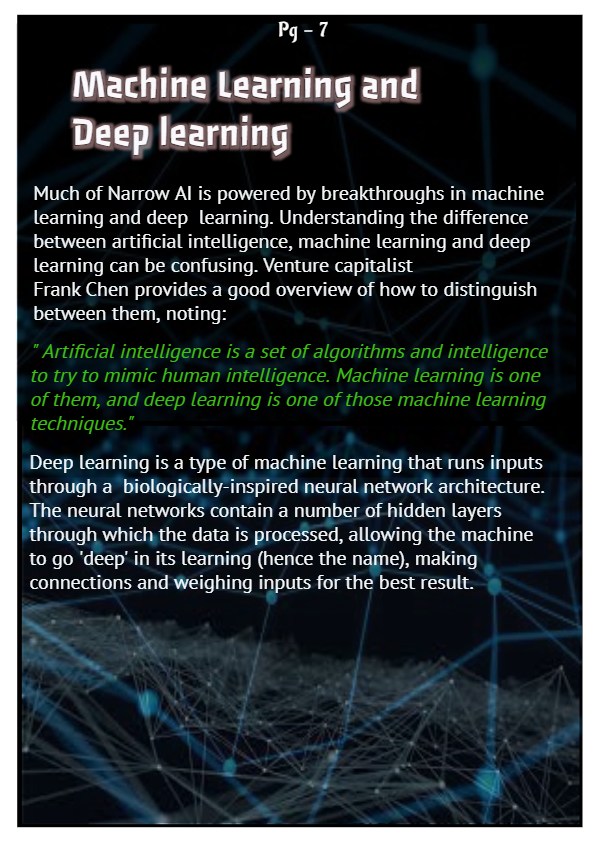 Pg - 7
Machine Learning and
Deep learning
Much of Narrow AI is powered by breakthroughs in machine
learning and deep learning. Understanding the difference
between artificial intelligence, machine learning and deep
learning can be confusing. Venture capitalist
Frank Chen provides a good overview of how to distinguish
between them, noting:
" Artificial intelligence is a set of algorithms and intelligence
to try to mimic human intelligence. Machine learning is one
of them, and deep learning is one of those machine learning
techniques."
Deep learning is a type of machine learning that runs inputs
through a biologically-inspired neural network architecture.
The neural networks contain a number of hidden layers
through which the data is processed, allowing the machine
to go 'deep' in its learning (hence the name), making
connections and weighing inputs for the best result.